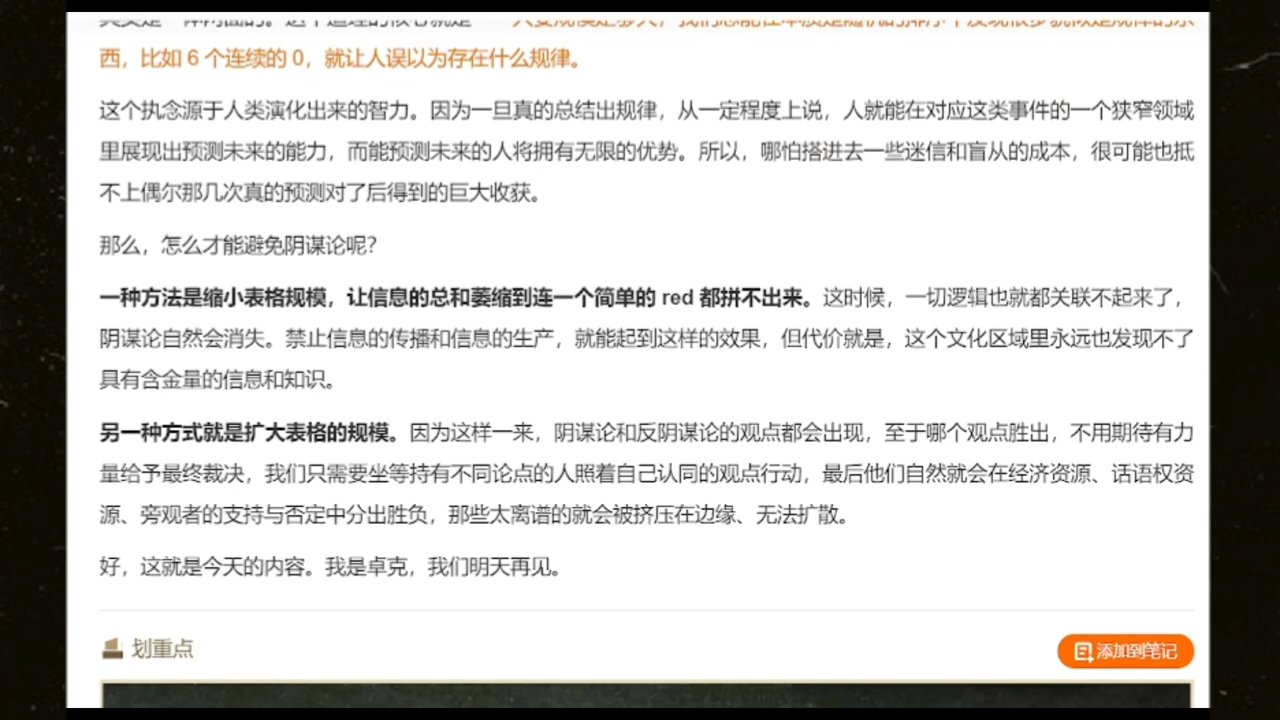 西，比如 6 个连续的 0，就让人误以为存在什么规律。
这个执念源于人类演化出来的智力。因为一旦真的总结出规律，从一定程度上说，人就能在对应这类事件的一个狭窄领域
里展现出预测未来的能力，而能预测未来的人将拥有无限的优势。所以，哪怕搭进去一些迷信和盲从的成本，很可能也抵
不上偶尔那几次真的预测对了后得到的巨大收获。
那么，怎么才能避免阴谋论呢？
一种方法是缩小表格规模，让信息的总和萎缩到连一个简单的 red 都拼不出来。这时候，一切逻辑也就都关联不起来了，
阴谋论自然会消失。禁止信息的传播和信息的生产，就能起到这样的效果，但代价就是，这个文化区域里永远也发现不了
具有含金量的信息和知识。
另一种方式就是扩大表格的规模。因为这样一来，阴谋论和反阴谋论的观点都会出现，至于哪个观点胜出，不用期待有力
量给予最终裁决，我们只需要坐等持有不同论点的人照着自己认同的观点行动，最后他们自然就会在经济资源、话语权资
源、旁观者的支持与否定中分出胜负，那些太离谱的就会被挤压在边缘、无法扩散。
好，这就是今天的内容。我是卓克，我们明天再见。
划重点
添加到笔记